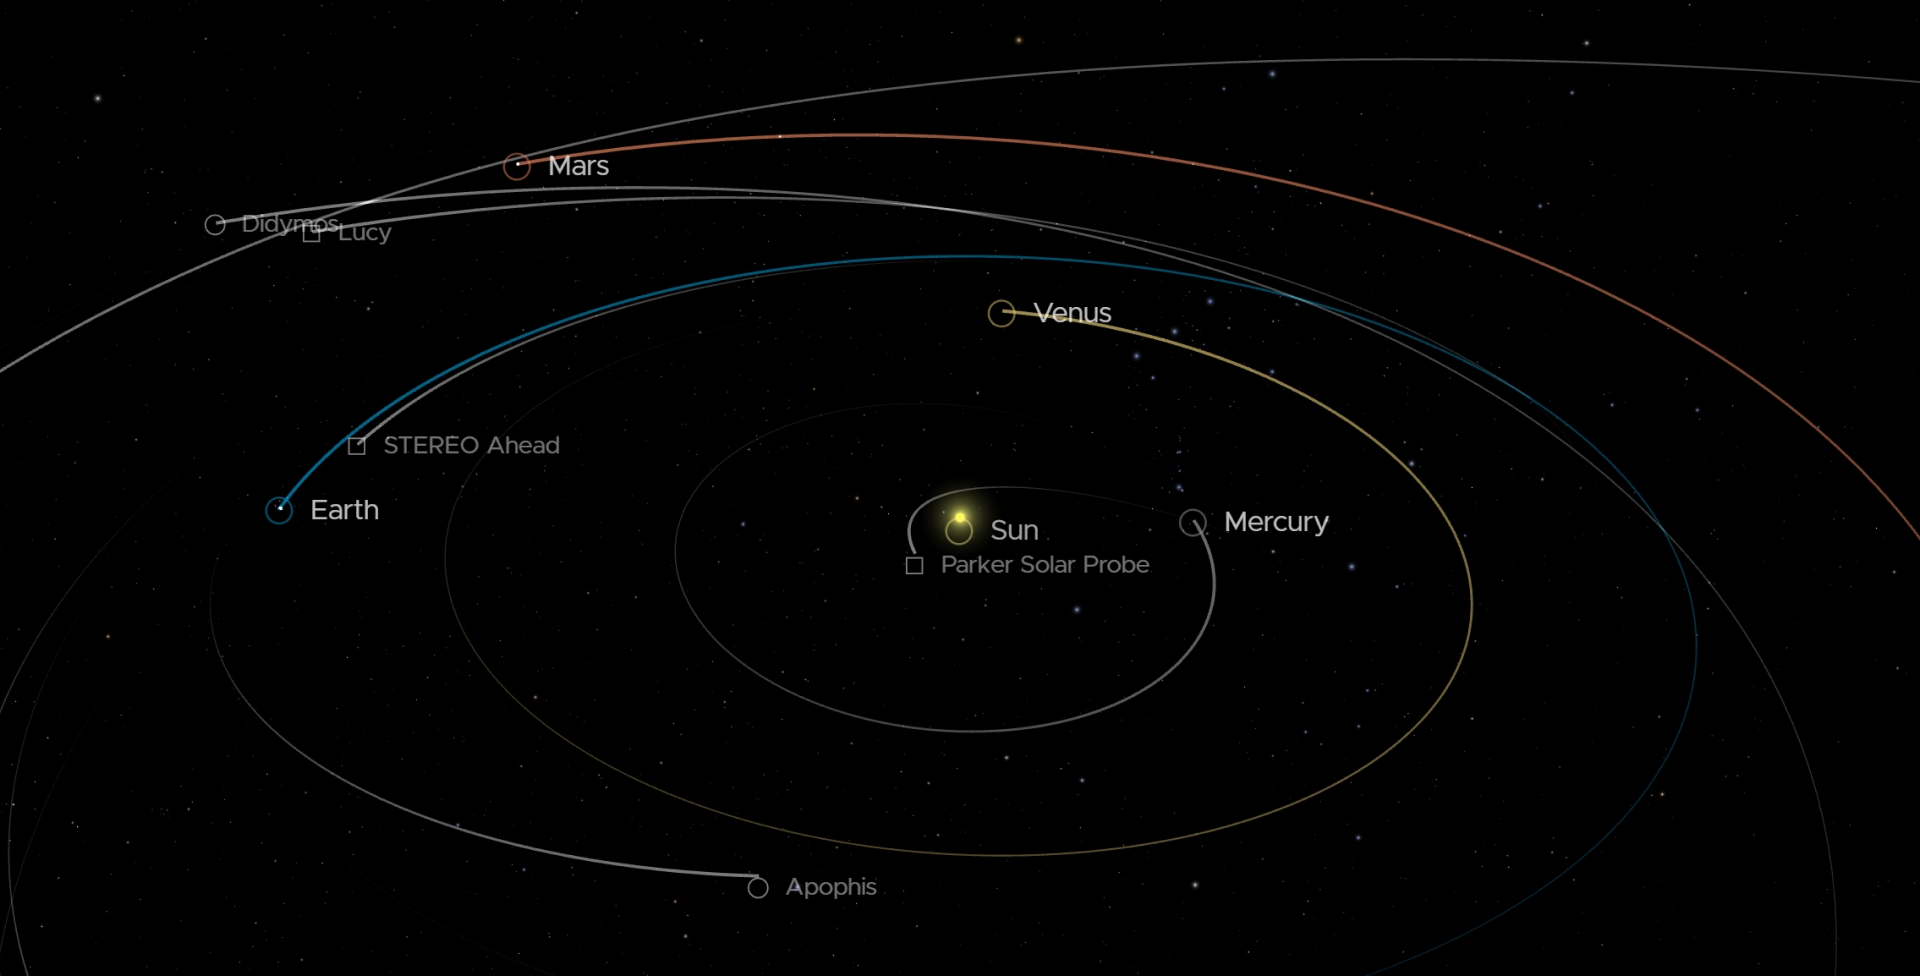 Mars
Didymos
Lucy
Venus
STEREO Ahead
Earth
Sun
Mercury
Parker Solar Probe
Apophis